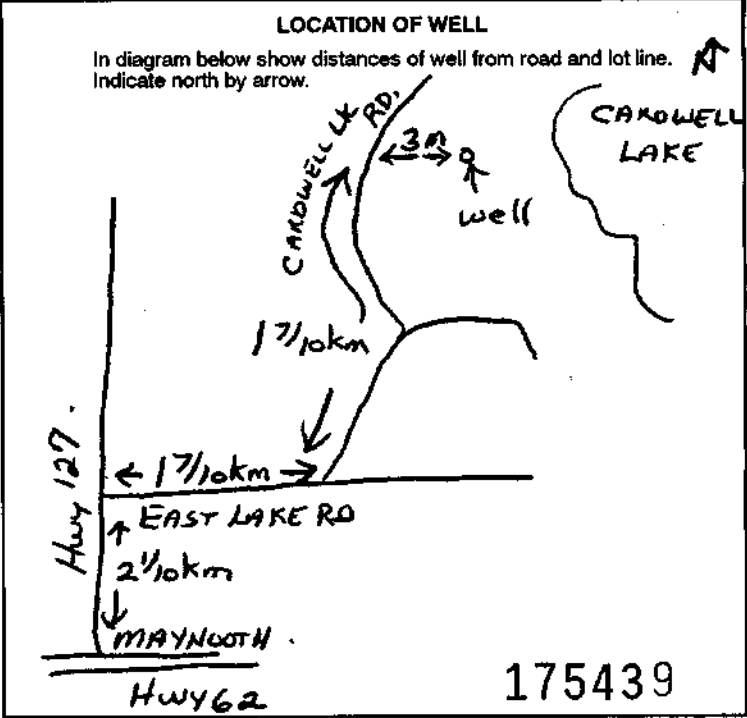 LOCATION OF WELL
In diagram below show distances of well from road and lot line.
Indicate north by arrow.
N
CARDWELL LK RD.
3m
well
CARDWELL
LAKE
1 7/10km
Hwy 127.
1 7/10km
EAST LAKE RD
2 1/10km
MAYNOOTH.
HWY 62
175439